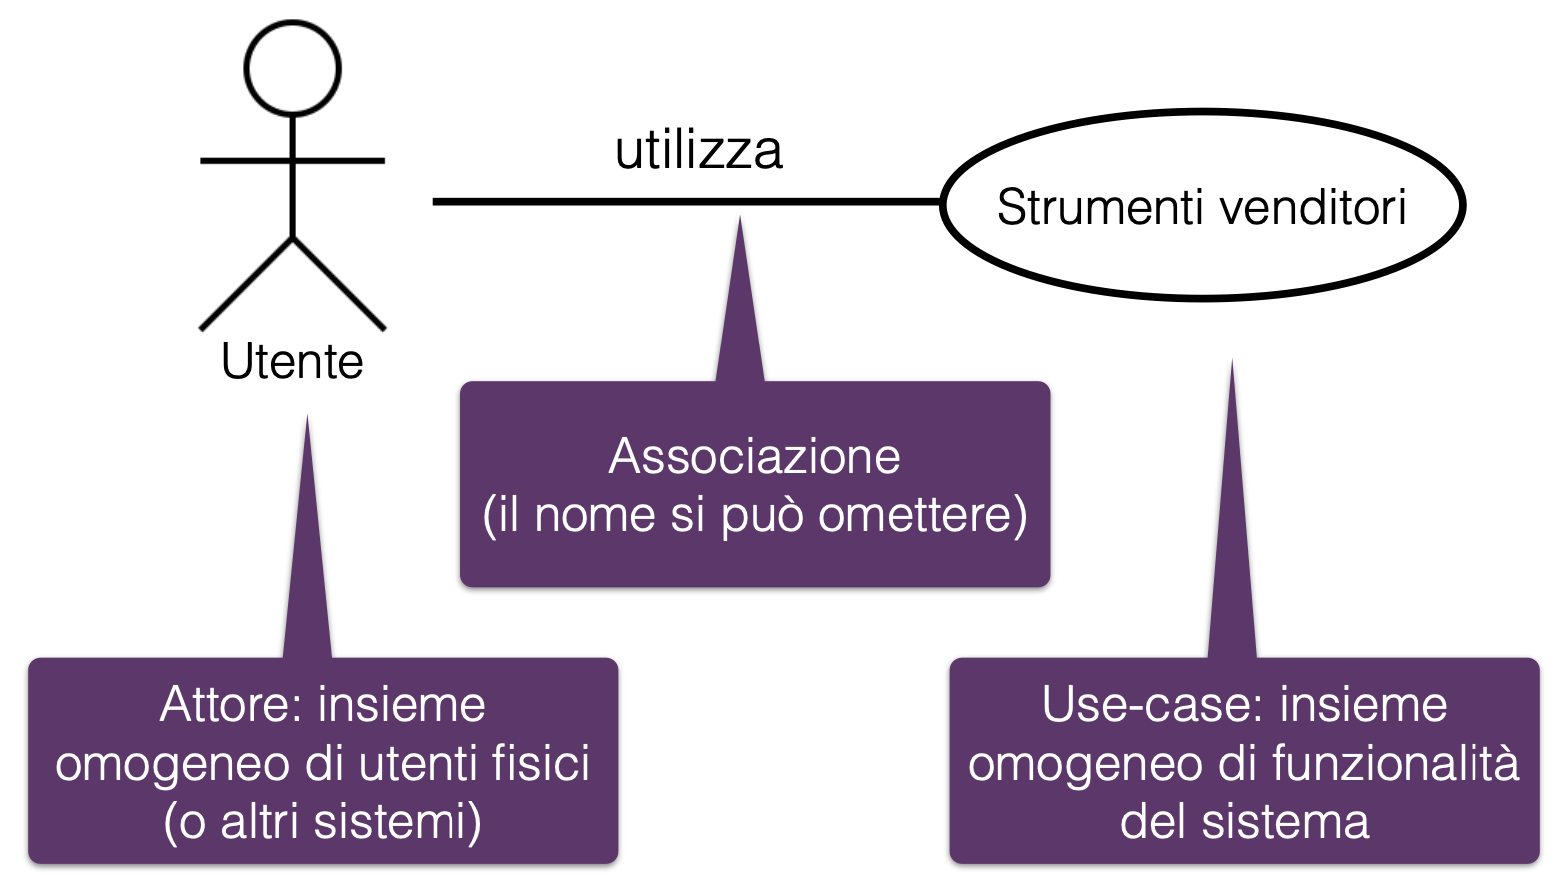 utilizza
Strumenti venditori
Utente
Associazione
(il nome si può omettere)
Attore: insieme
omogeneo di utenti fisici
(o altri sistemi)
Use-case: insieme
omogeneo di funzionalità
del sistema